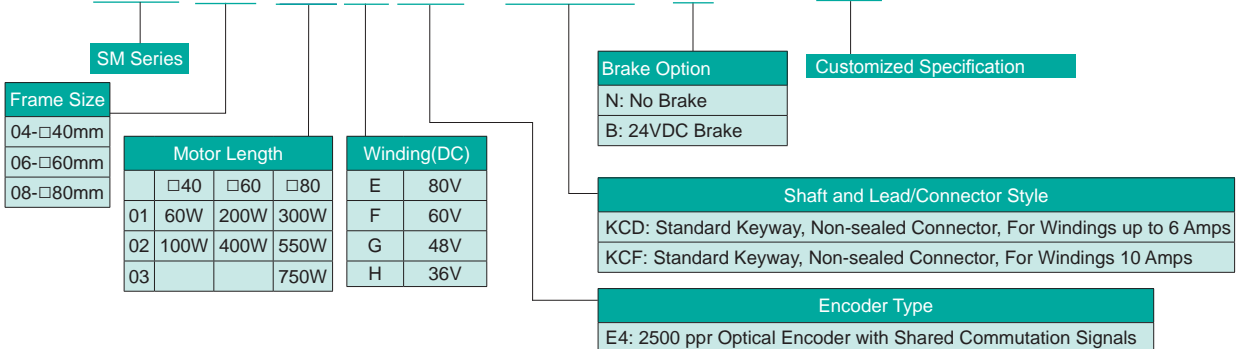 SM Series
Brake Option
N: No Brake
B: 24VDC Brake
Customized Specification
Frame Size
04-□40mm
06-□60mm
08-□80mm
Motor Length
□40 □60 □80
01 60W 200W 300W
02 100W 400W 550W
03 750W
Winding(DC)
E 80V
F 60V
G 48V
H 36V
Shaft and Lead/Connector Style
KCD: Standard Keyway, Non-sealed Connector, For Windings up to 6 Amps
KCF: Standard Keyway, Non-sealed Connector, For Windings 10 Amps
Encoder Type
E4: 2500 ppr Optical Encoder with Shared Commutation Signals